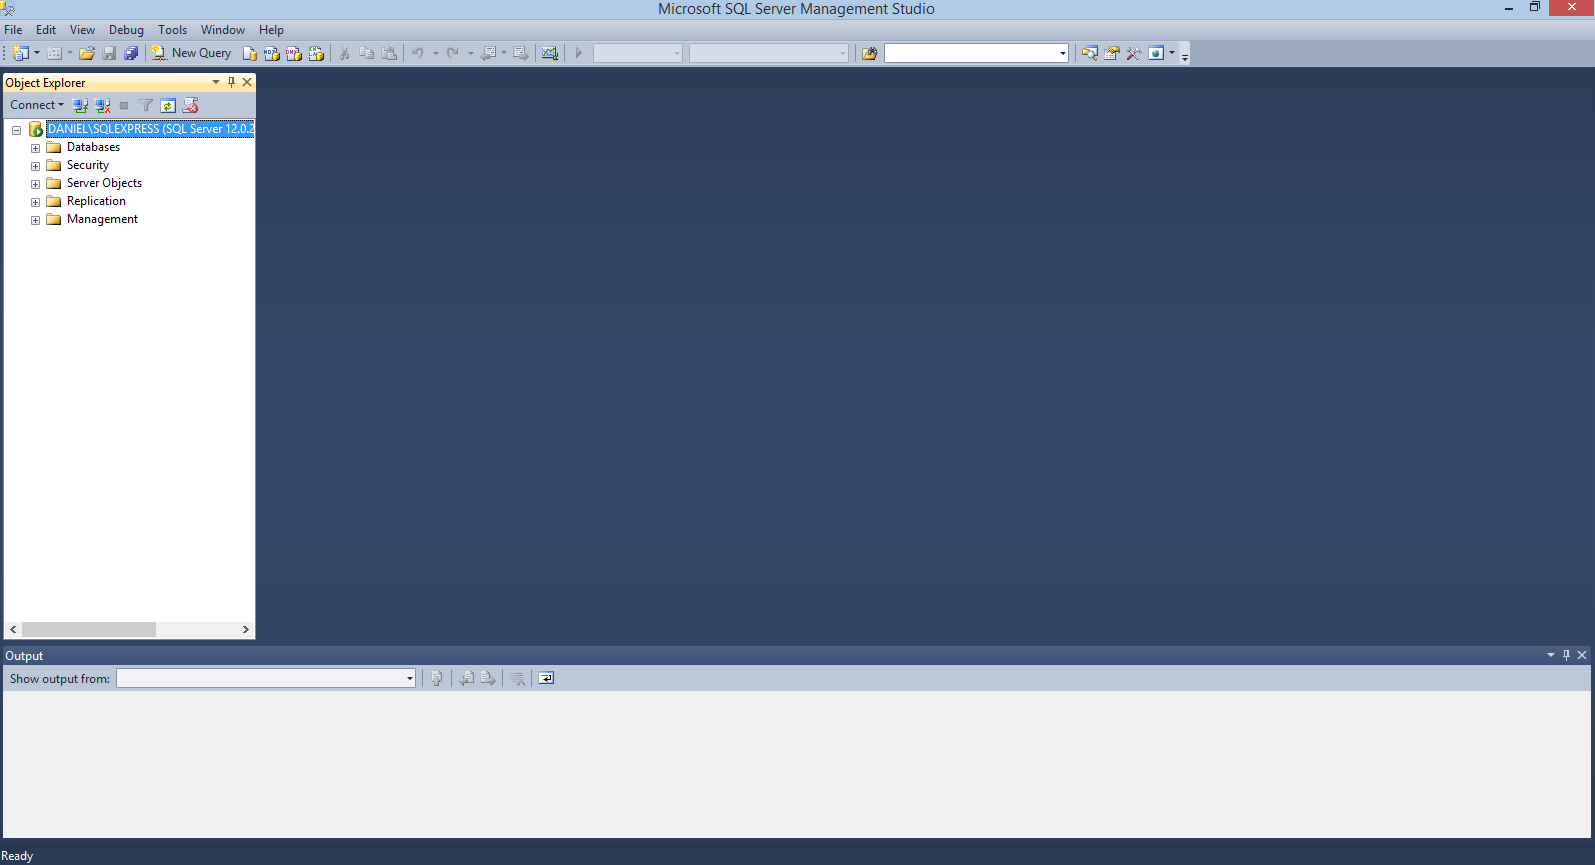 Microsoft SQL Server Management Studio
File Edit View Debug Tools Window Help
New Query
Object Explorer
Connect
DANIEL\SQLEXPRESS (SQL Server 12.0.2
Databases
Security
Server Objects
Replication
Management
Output
Show output from:
Ready